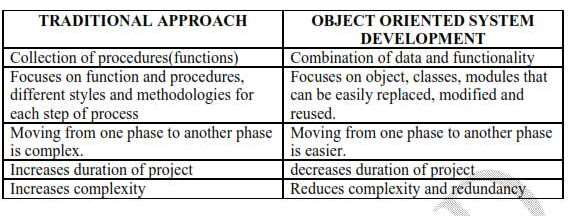 TRADITIONAL APPROACH
OBJECT ORIENTED SYSTEM
DEVELOPMENT
Collection of procedures(functions)
Combination of data and functionality
Focuses on function and procedures,
different styles and methodologies for
each step of process
Focuses on object, classes, modules that
can be easily replaced, modified and
reused.
Moving from one phase to another phase
is complex.
Moving from one phase to another phase
is easier.
Increases duration of project
decreases duration of project
Increases complexity
Reduces complexity and redundancy